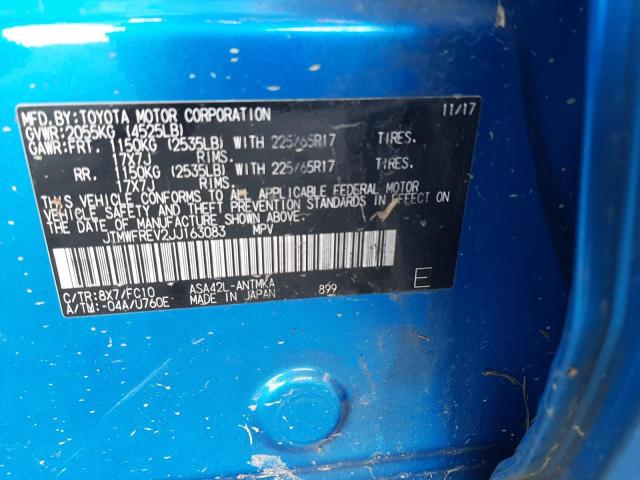 MFD.BY:TOYOTA MOTOR CORPORATION 11/17
GVWR:2055KG (4525LB)
GAWR:FRT. 1150KG (2535LB) WITH 225/65R17 TIRES.
17X7J RIMS.
RR. 1150KG (2535LB) WITH 225/65R17 TIRES.
17X7J RIMS.
THIS VEHICLE CONFORMS TO ALL APPLICABLE FEDERAL MOTOR
VEHICLE SAFETY AND THEFT PREVENTION STANDARDS IN EFFECT ON
THE DATE OF MANUFACTURE SHOWN ABOVE.
JTMWFREV2JJ163083 MPV
C/TR:8X7/FC10 ASA42L-ANTMKA E
A/TM:-04A/U760E MADE IN JAPAN 899